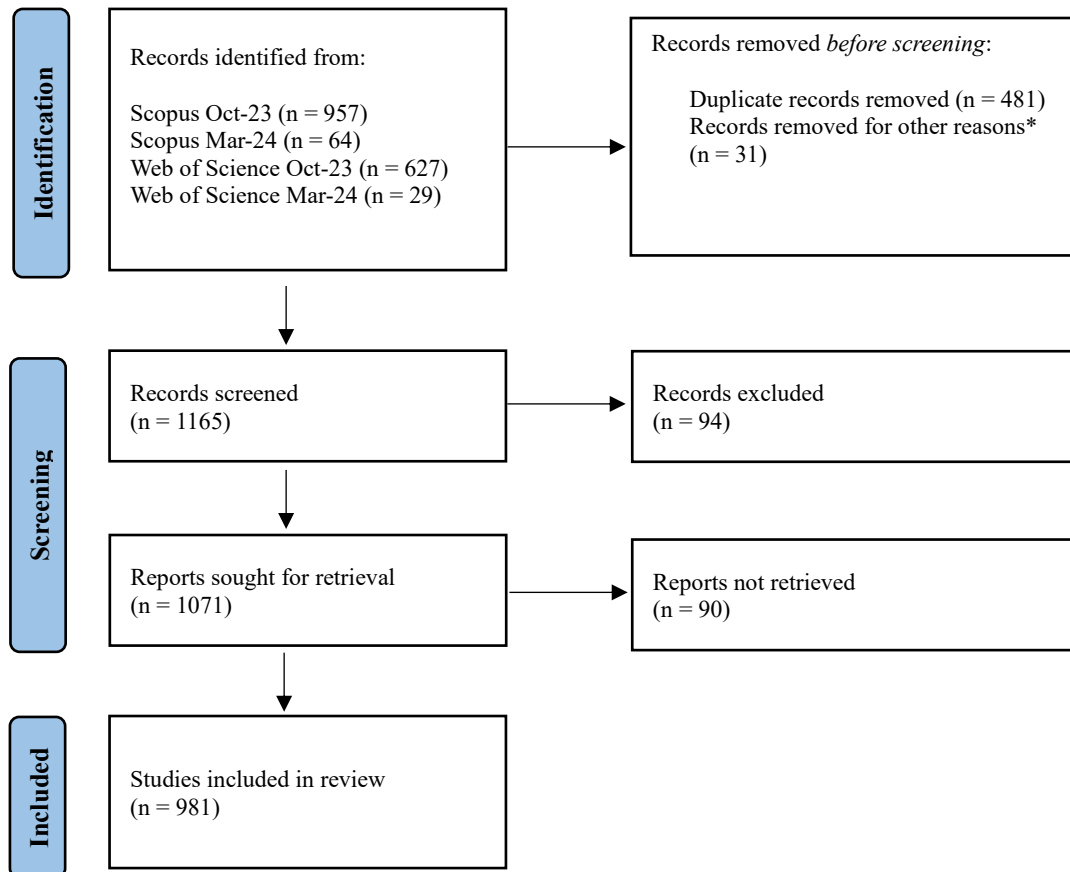 Identification
Records identified from:
Scopus Oct-23 (n = 957)
Scopus Mar-24 (n = 64)
Web of Science Oct-23 (n = 627)
Web of Science Mar-24 (n = 29)
Records removed before screening:
Duplicate records removed (n = 481)
Records removed for other reasons*
(n = 31)
Screening
Records screened
(n = 1165)
Records excluded
(n = 94)
Reports sought for retrieval
(n = 1071)
Reports not retrieved
(n = 90)
Included
Studies included in review
(n = 981)